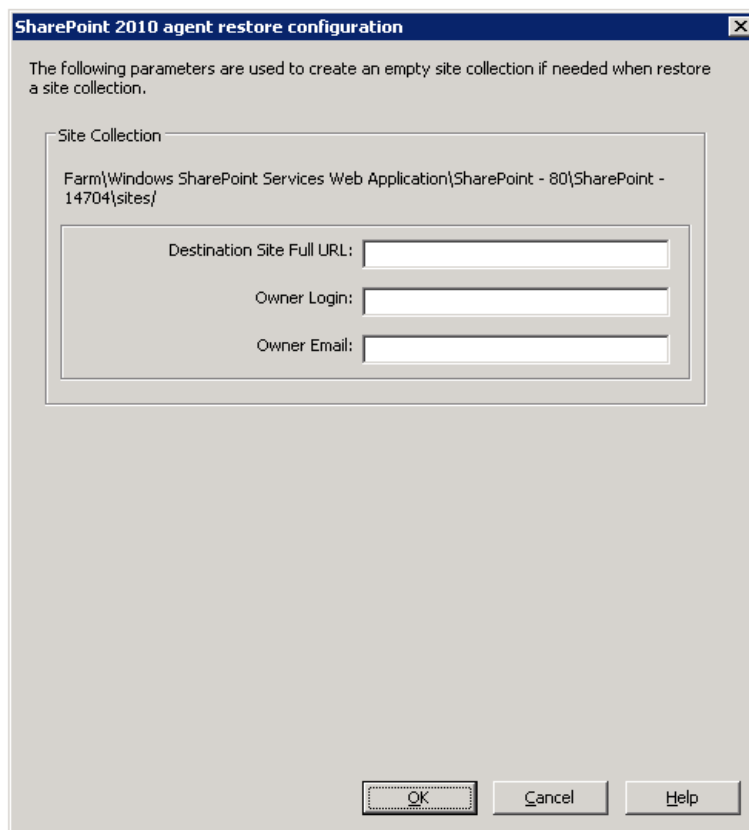 SharePoint 2010 agent restore configuration
The following parameters are used to create an empty site collection if needed when restore
a site collection.
Site Collection
Farm\Windows SharePoint Services Web Application\SharePoint - 80\SharePoint -
14704\sites/
Destination Site Full URL:
Owner Login:
Owner Email:
OK Cancel Help